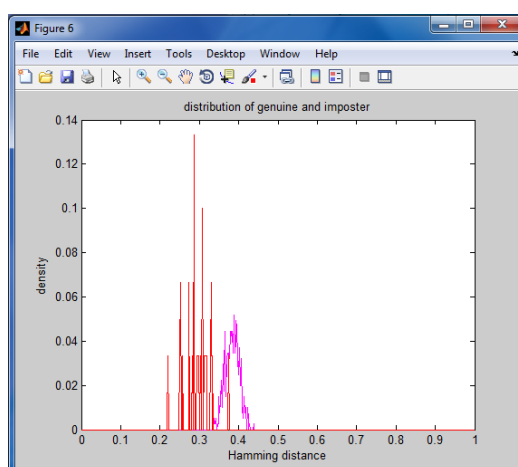 Figure 6
File Edit View Insert Tools Desktop Window Help
distribution of genuine and imposter
0.14
0.12
0.1
0.08
0.06
0.04
0.02
0
density
0 0.1 0.2 0.3 0.4 0.5 0.6 0.7 0.8 0.9 1
Hamming distance